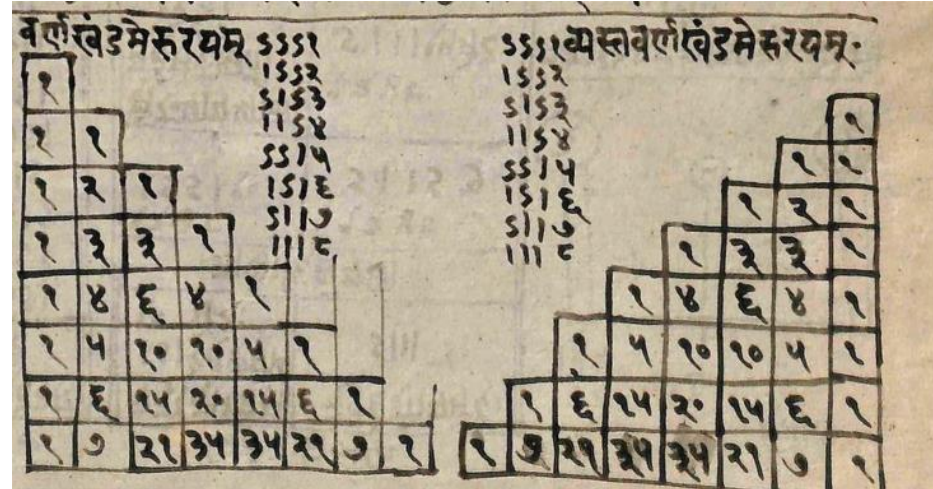 वर्णखंडमेरुरयम्
ऽऽऽ१
।ऽऽ२
ऽ।ऽ३
।।ऽ४
ऽऽ।५
।ऽ।६
ऽ।।७
।।।८
१
१ १
१ २ १
१ ३ ३ १
१ ४ ६ ४ १
१ ५ १० १० ५ १
१ ६ १५ २० १५ ६ १
१ ७ २१ ३५ ३५ २१ ७ १
ऽऽऽ१
।ऽऽ२
ऽ।ऽ३
।।ऽ४
ऽऽ।५
।ऽ।६
ऽ।।७
।।।८
व्यस्तवर्णखंडमेरुरयम्
१
१ १
१ २ १
१ ३ ३ १
१ ४ ६ ४ १
१ ५ १० १० ५ १
१ ६ १५ २० १५ ६ १
१ ७ २१ ३५ ३५ २१ ७ १